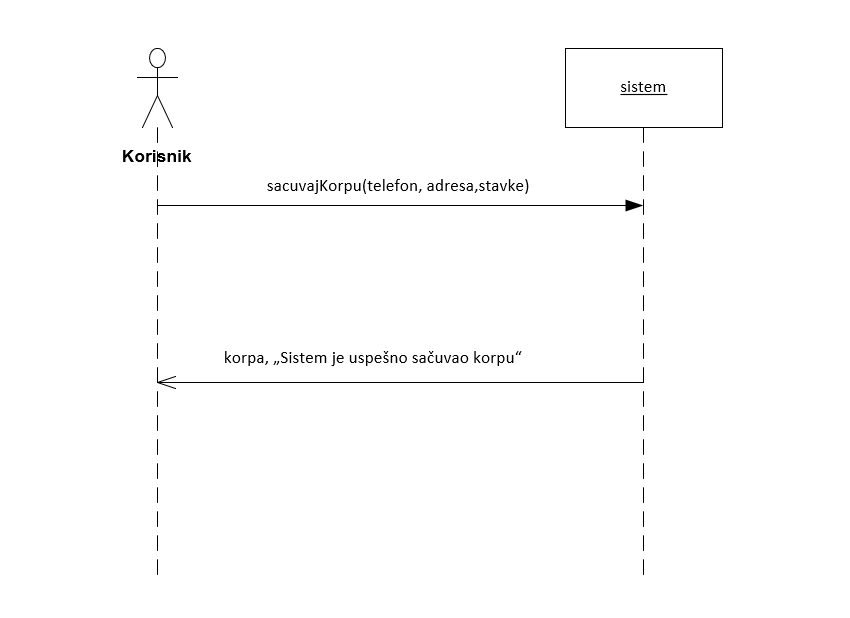 sistem
Korisnik
sacuvajKorpu(telefon, adresa,stavke)
korpa, „Sistem je uspešno sačuvao korpu“